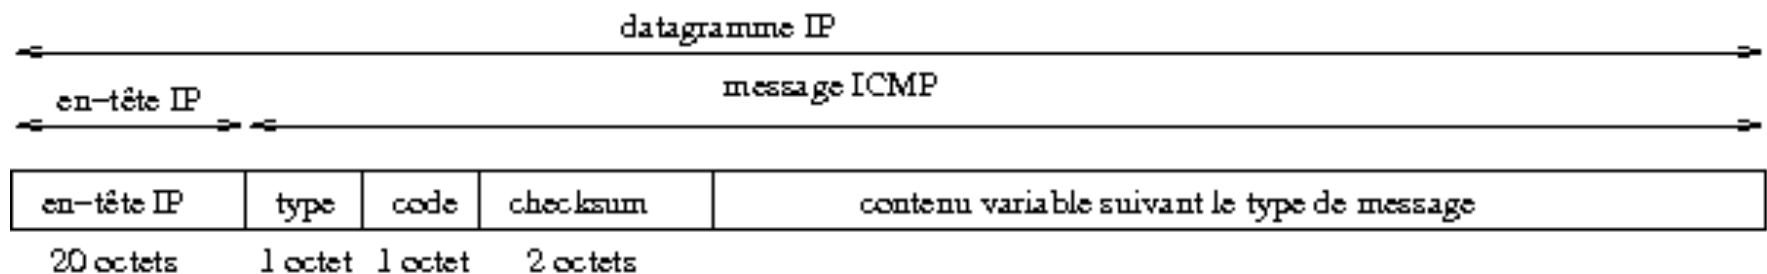 datagramme IP
message ICMP
en-tête IP
en-tête IP type code checksum contenu variable suivant le type de message
20 octets 1 octet 1 octet 2 octets